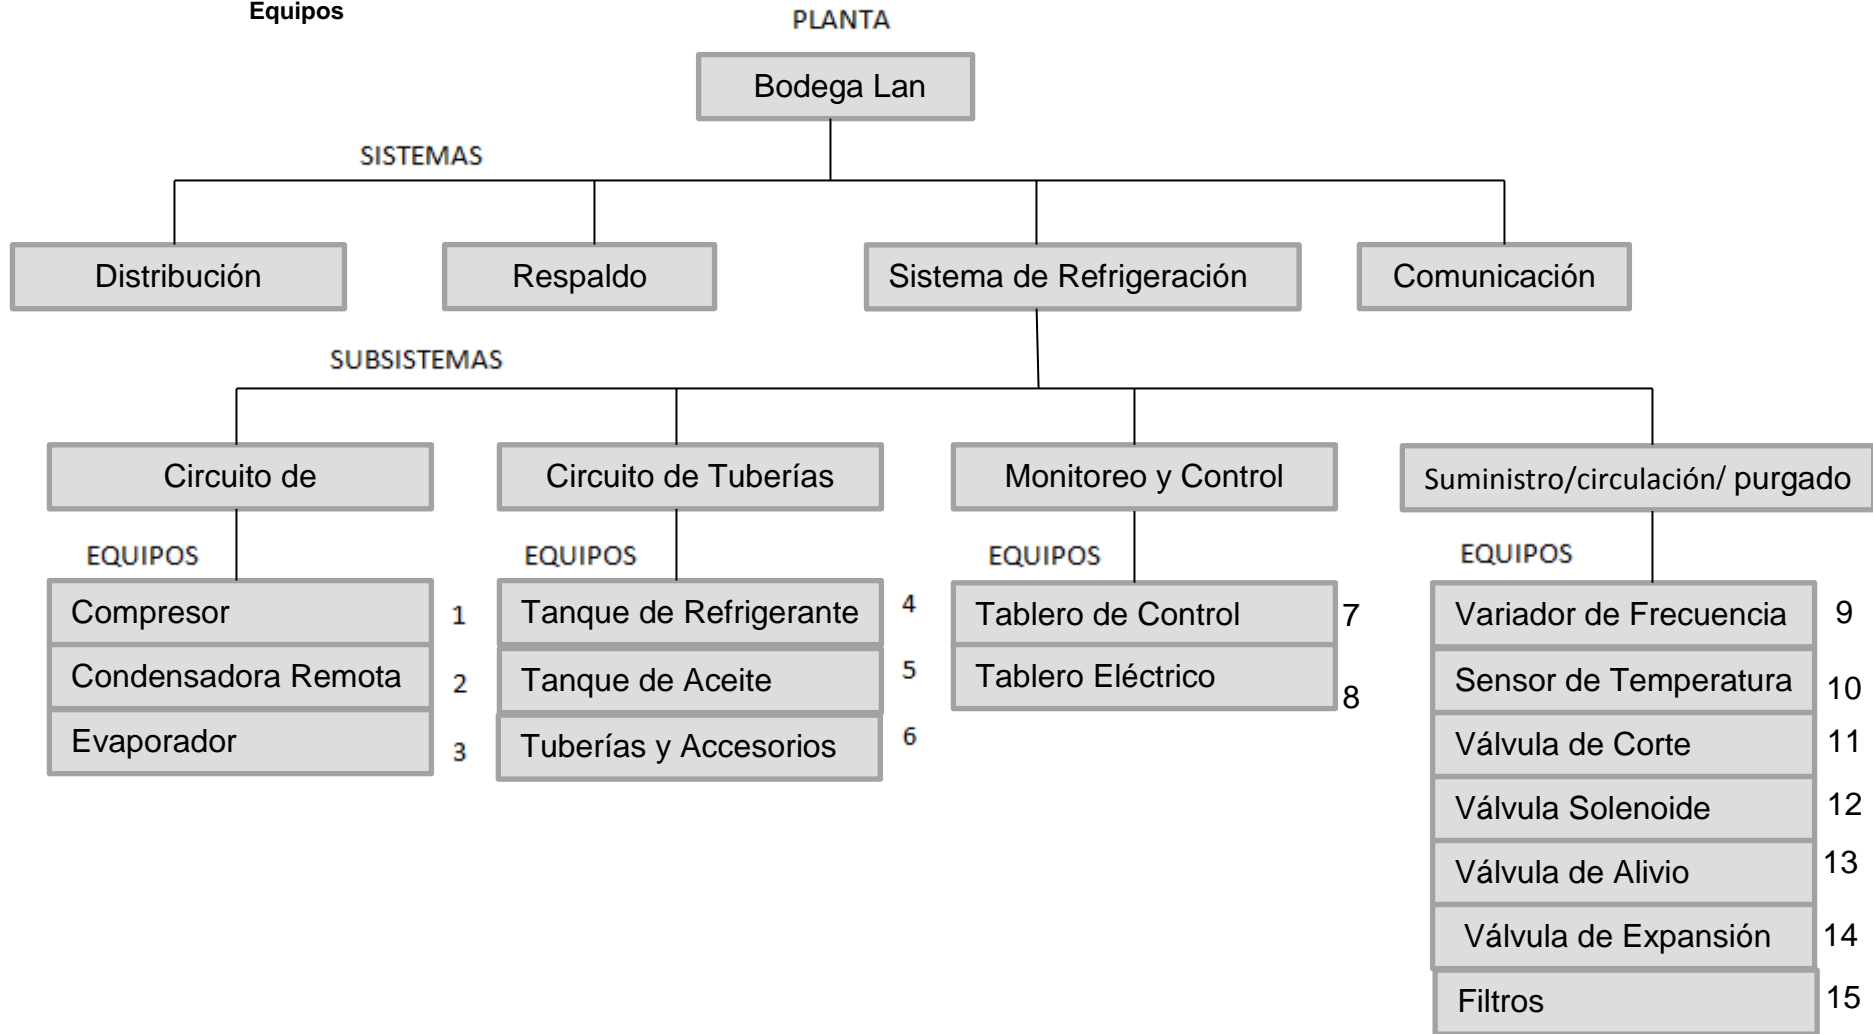 Equipos
PLANTA
Bodega Lan
SISTEMAS
Distribución
Respaldo
Sistema de Refrigeración
Comunicación
SUBSISTEMAS
Circuito de
Circuito de Tuberías
Monitoreo y Control
Suministro/circulación/ purgado
EQUIPOS
Compresor 1
Condensadora Remota 2
Evaporador 3
EQUIPOS
Tanque de Refrigerante 4
Tanque de Aceite 5
Tuberías y Accesorios 6
EQUIPOS
Tablero de Control 7
Tablero Eléctrico 8
EQUIPOS
Variador de Frecuencia 9
Sensor de Temperatura 10
Válvula de Corte 11
Válvula Solenoide 12
Válvula de Alivio 13
Válvula de Expansión 14
Filtros 15